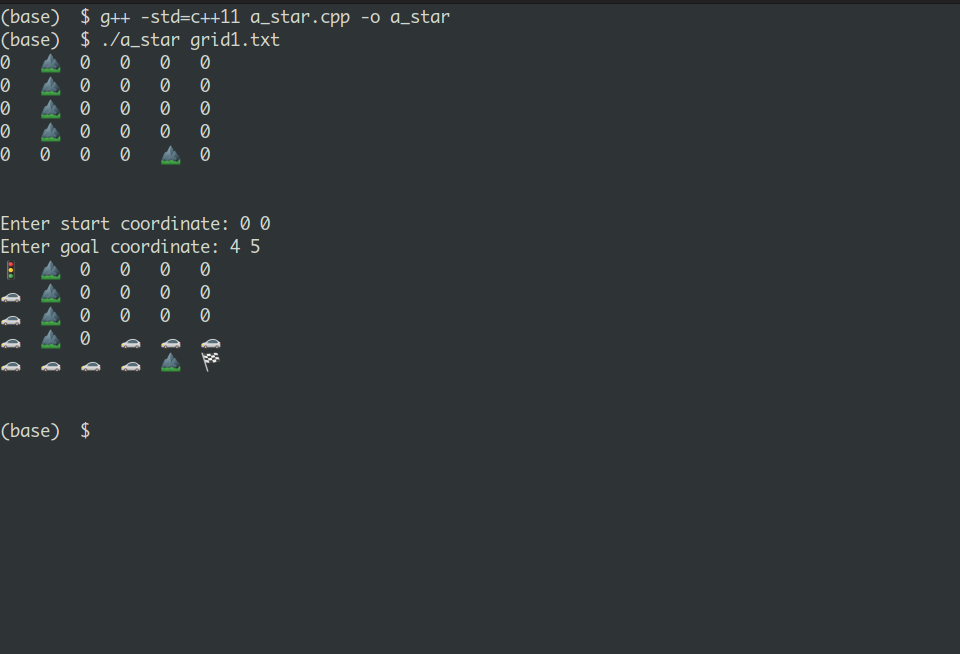 (base)  $ g++ -std=c++11 a_star.cpp -o a_star
(base)  $ ./a_star grid1.txt
0   ⛰️   0   0   0   0
0   ⛰️   0   0   0   0
0   ⛰️   0   0   0   0
0   ⛰️   0   0   0   0
0   0   0   0   ⛰️   0
Enter start coordinate: 0 0
Enter goal coordinate: 4 5
🚦   ⛰️   0   0   0   0
🚗   ⛰️   0   0   0   0
🚗   ⛰️   0   0   0   0
🚗   ⛰️   0   🚗   🚗   🚗
🚗   🚗   🚗   🚗   ⛰️   🏁
(base)  $